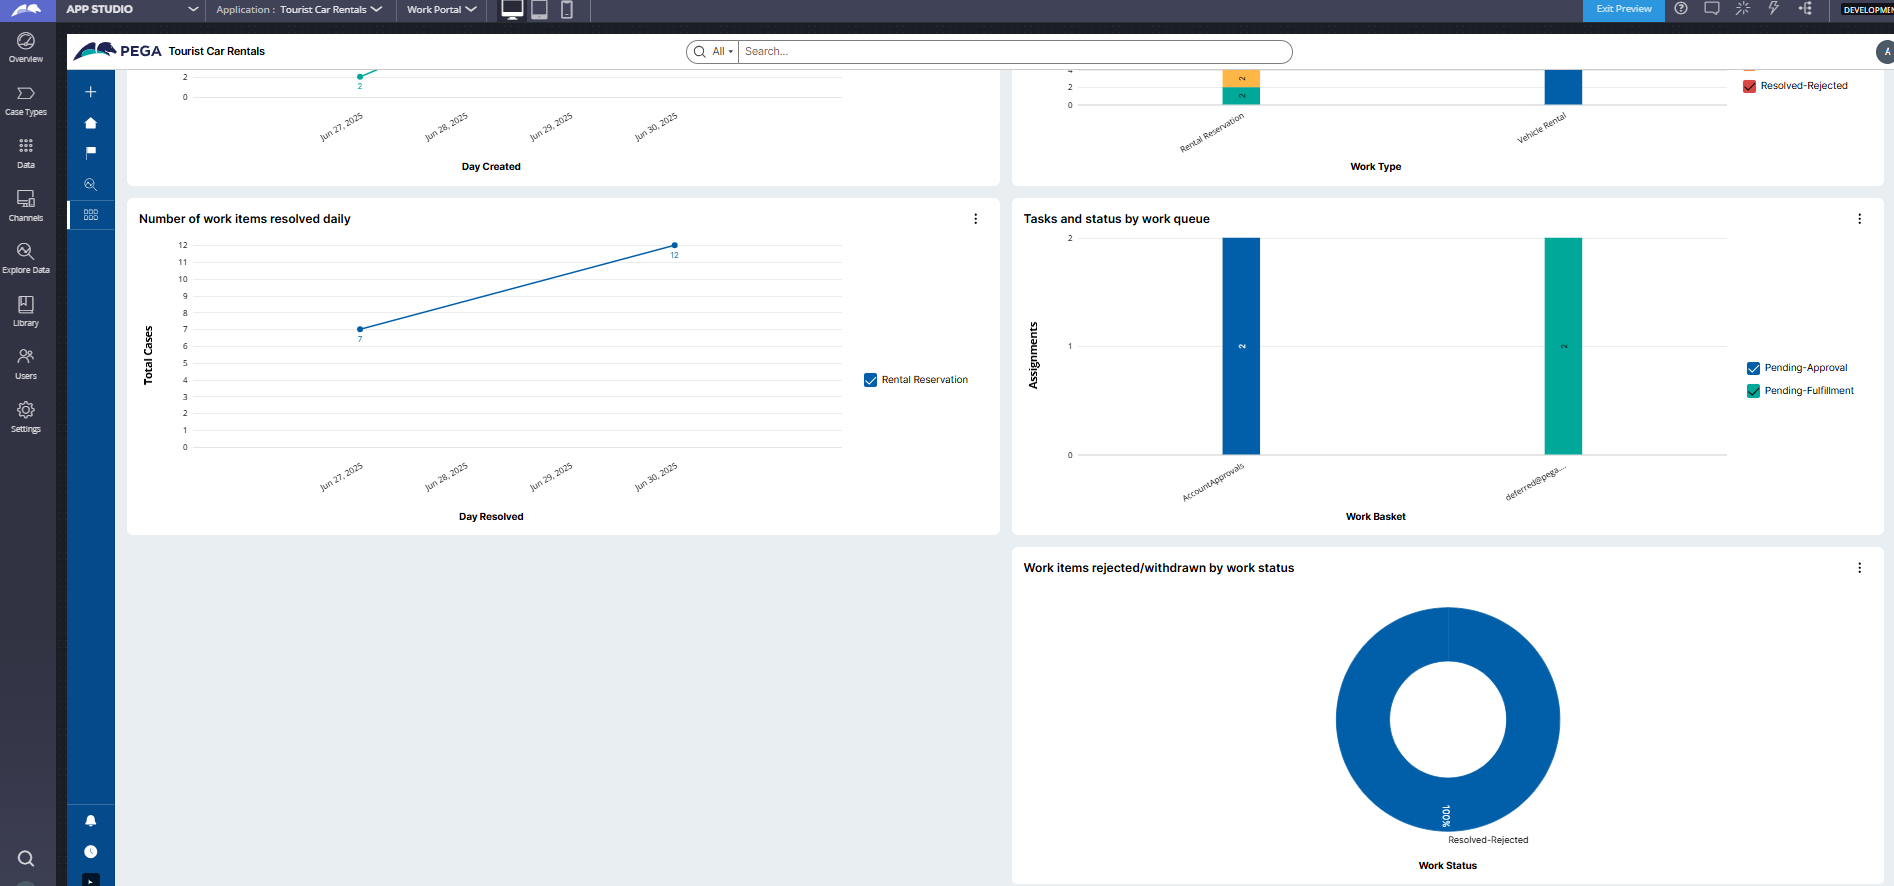 APP STUDIO
Application : Tourist Car Rentals
Work Portal
Exit Preview
DEVELOPMEN
Overview
Case Types
Data
Channels
Explore Data
Library
Users
Settings
PEGA Tourist Car Rentals
All
Search...
A
2
0
2
Jun 27, 2025
Jun 28, 2025
Jun 29, 2025
Jun 30, 2025
Day Created
2
0
2
2
Rental Reservation
Vehicle Rental
Work Type
Resolved-Rejected
Number of work items resolved daily
12
11
10
9
8
7
6
5
4
3
2
1
0
Total Cases
7
12
Jun 27, 2025
Jun 28, 2025
Jun 29, 2025
Jun 30, 2025
Day Resolved
Rental Reservation
Tasks and status by work queue
2
1
0
Assignments
2
2
AccountApprovals
deferred@pega....
Work Basket
Pending-Approval
Pending-Fulfillment
Work items rejected/withdrawn by work status
100%
Resolved-Rejected
Work Status